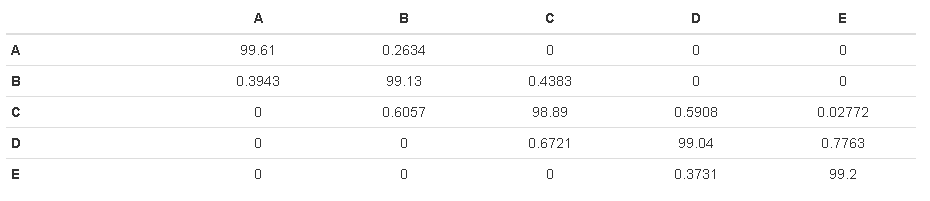 A B C D E
A 99.61 0.2634 0 0 0
B 0.3943 99.13 0.4383 0 0
C 0 0.6057 98.89 0.5908 0.02772
D 0 0 0.6721 99.04 0.7763
E 0 0 0 0.3731 99.2